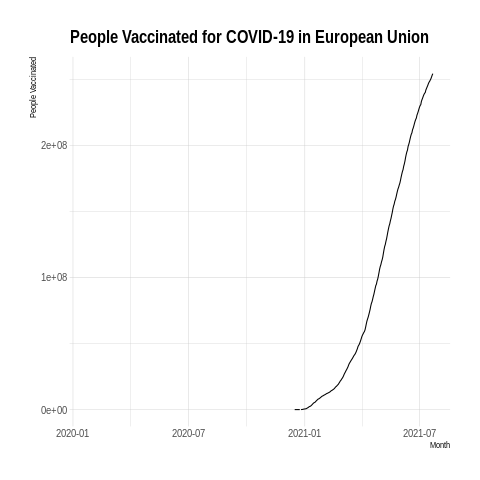 People Vaccinated for COVID-19 in European Union
People Vaccinated
2e+08
1e+08
0e+00
2020-01 2020-07 2021-01 2021-07
Month